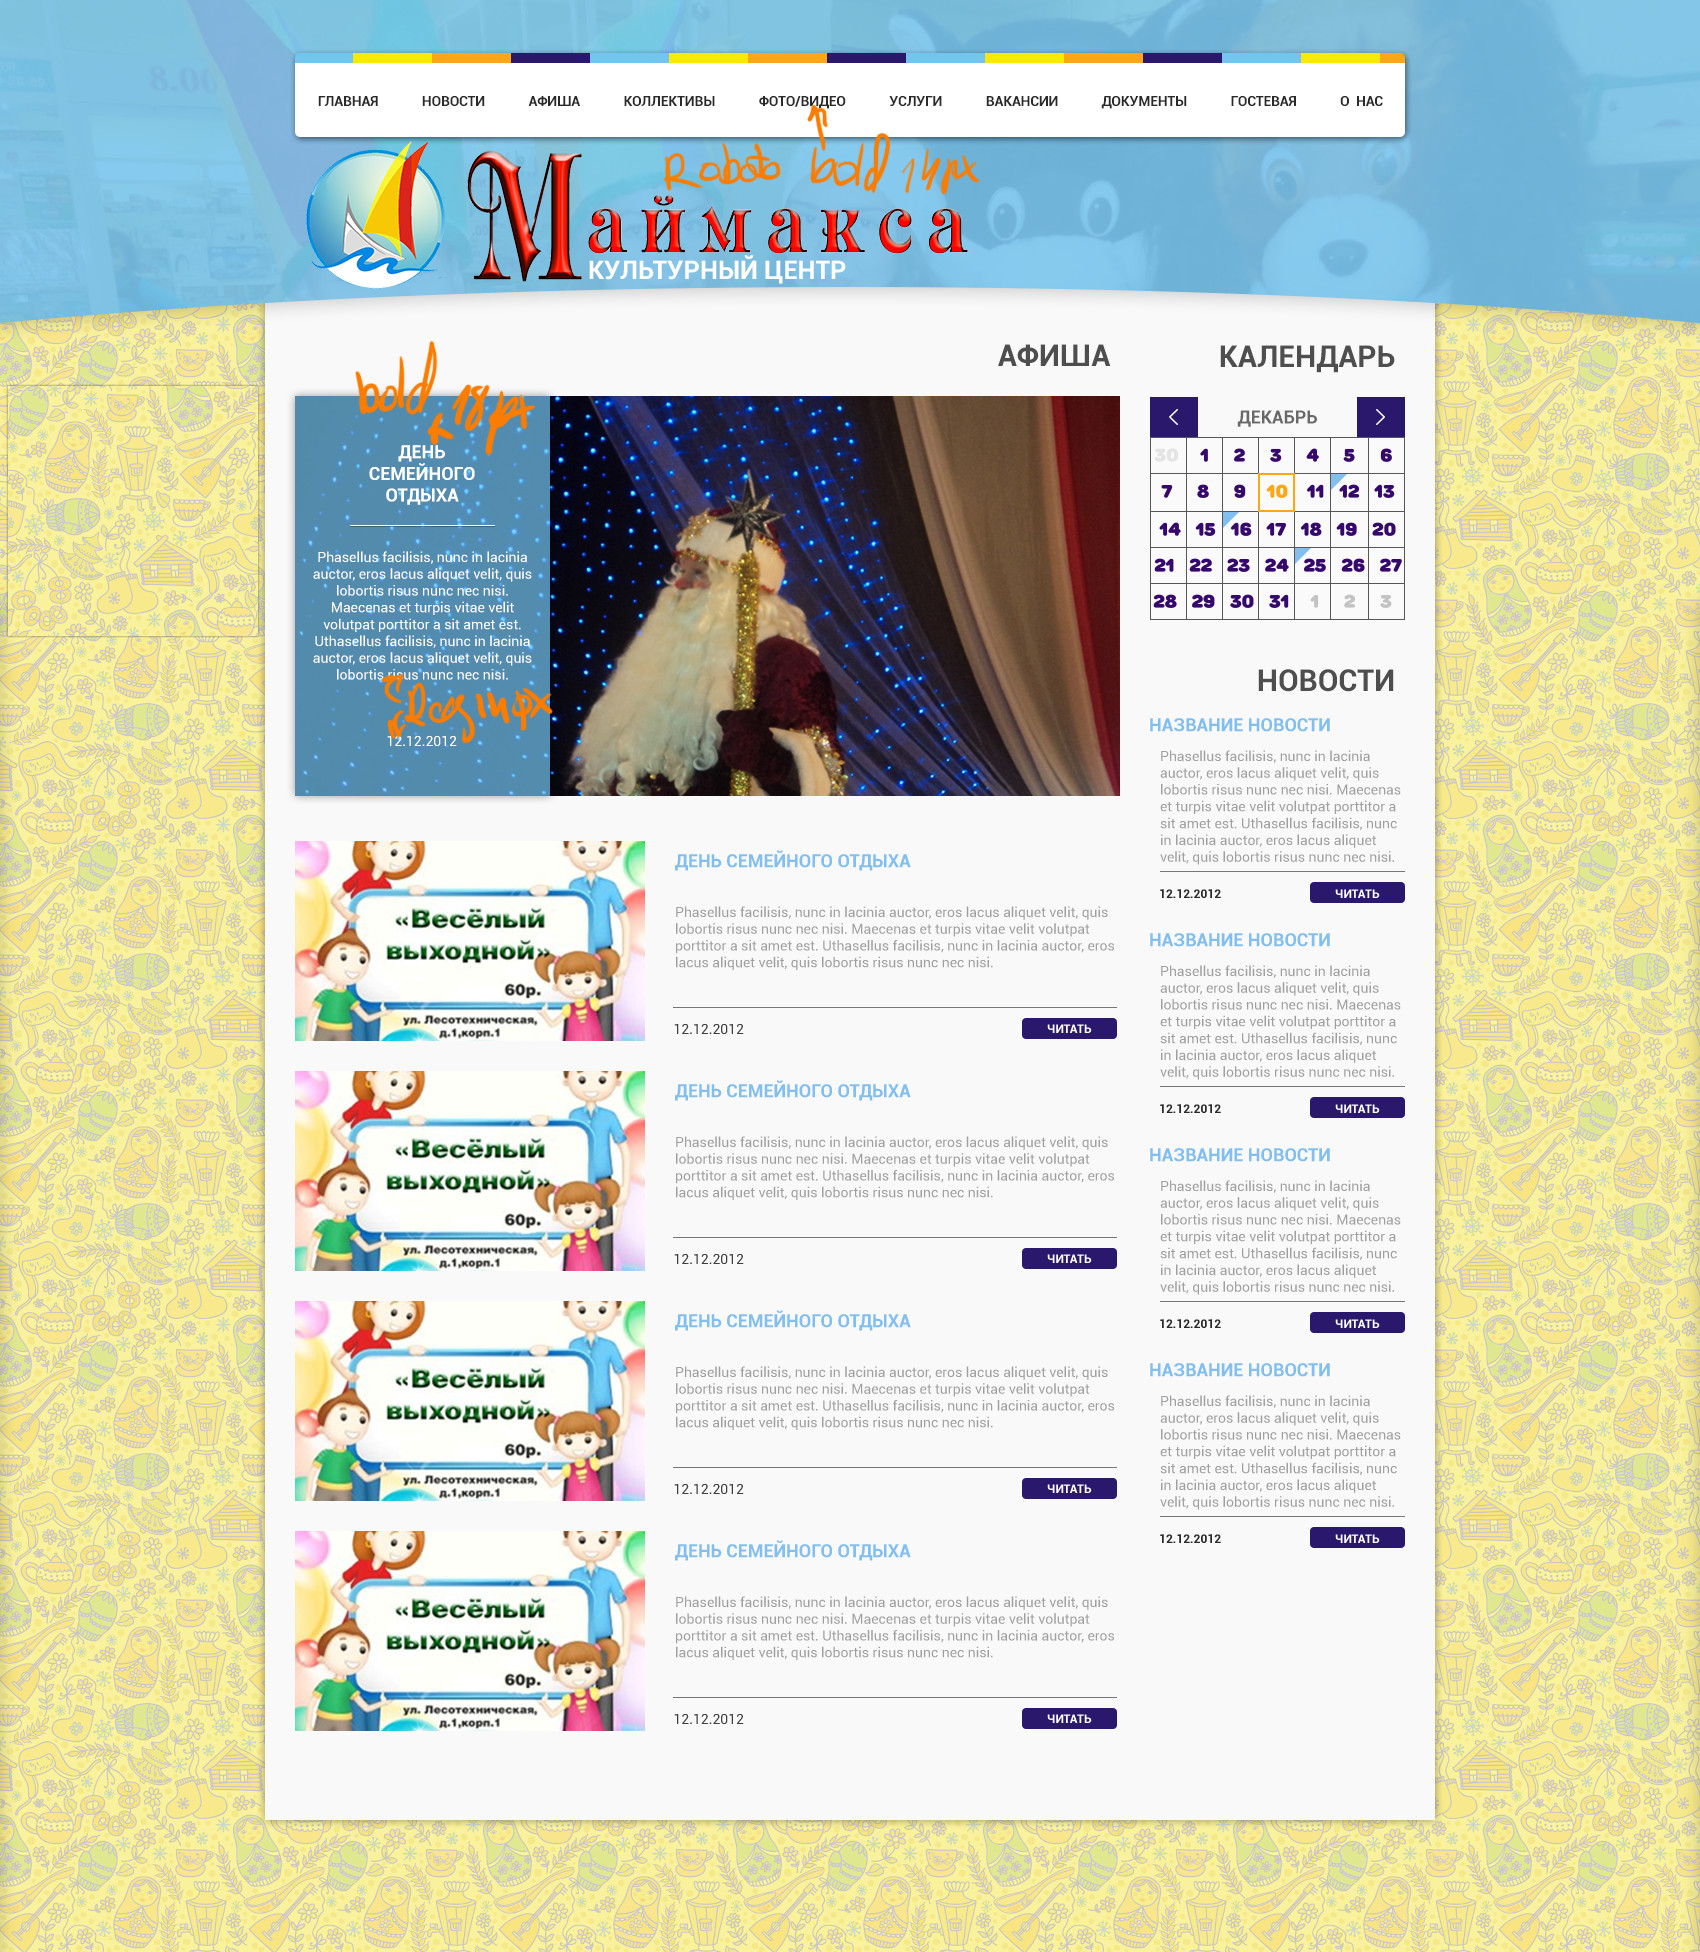 8.00
ГЛАВНАЯ НОВОСТИ АФИША КОЛЛЕКТИВЫ ФОТО/ВИДЕО УСЛУГИ ВАКАНСИИ ДОКУМЕНТЫ ГОСТЕВАЯ О НАС
Roboto bold 14px
Маймакса
КУЛЬТУРНЫЙ ЦЕНТР
АФИША
bold 18px
ДЕНЬ
СЕМЕЙНОГО
ОТДЫХА
Phasellus facilisis, nunc in lacinia
auctor, eros lacus aliquet velit, quis
lobortis risus nunc nec nisi.
Maecenas et turpis vitae velit
volutpat porttitor a sit amet est.
Uthasellus facilisis, nunc in lacinia
auctor, eros lacus aliquet velit, quis
lobortis risus nunc nec nisi.
Reg 14px
12.12.2012
«Весёлый
выходной»
60р.
ул. Лесотехническая,
д.1,корп.1
ДЕНЬ СЕМЕЙНОГО ОТДЫХА
Phasellus facilisis, nunc in lacinia auctor, eros lacus aliquet velit, quis
lobortis risus nunc nec nisi. Maecenas et turpis vitae velit volutpat
porttitor a sit amet est. Uthasellus facilisis, nunc in lacinia auctor, eros
lacus aliquet velit, quis lobortis risus nunc nec nisi.
12.12.2012 ЧИТАТЬ
«Весёлый
выходной»
60р.
ул. Лесотехническая,
д.1,корп.1
ДЕНЬ СЕМЕЙНОГО ОТДЫХА
Phasellus facilisis, nunc in lacinia auctor, eros lacus aliquet velit, quis
lobortis risus nunc nec nisi. Maecenas et turpis vitae velit volutpat
porttitor a sit amet est. Uthasellus facilisis, nunc in lacinia auctor, eros
lacus aliquet velit, quis lobortis risus nunc nec nisi.
12.12.2012 ЧИТАТЬ
«Весёлый
выходной»
60р.
ул. Лесотехническая,
д.1,корп.1
ДЕНЬ СЕМЕЙНОГО ОТДЫХА
Phasellus facilisis, nunc in lacinia auctor, eros lacus aliquet velit, quis
lobortis risus nunc nec nisi. Maecenas et turpis vitae velit volutpat
porttitor a sit amet est. Uthasellus facilisis, nunc in lacinia auctor, eros
lacus aliquet velit, quis lobortis risus nunc nec nisi.
12.12.2012 ЧИТАТЬ
«Весёлый
выходной»
60р.
ул. Лесотехническая,
д.1,корп.1
ДЕНЬ СЕМЕЙНОГО ОТДЫХА
Phasellus facilisis, nunc in lacinia auctor, eros lacus aliquet velit, quis
lobortis risus nunc nec nisi. Maecenas et turpis vitae velit volutpat
porttitor a sit amet est. Uthasellus facilisis, nunc in lacinia auctor, eros
lacus aliquet velit, quis lobortis risus nunc nec nisi.
12.12.2012 ЧИТАТЬ
КАЛЕНДАРЬ
ДЕКАБРЬ
30 1 2 3 4 5 6
7 8 9 10 11 12 13
14 15 16 17 18 19 20
21 22 23 24 25 26 27
28 29 30 31 1 2 3
НОВОСТИ
НАЗВАНИЕ НОВОСТИ
Phasellus facilisis, nunc in lacinia
auctor, eros lacus aliquet velit, quis
lobortis risus nunc nec nisi. Maecenas
et turpis vitae velit volutpat porttitor a
sit amet est. Uthasellus facilisis, nunc
in lacinia auctor, eros lacus aliquet
velit, quis lobortis risus nunc nec nisi.
12.12.2012 ЧИТАТЬ
НАЗВАНИЕ НОВОСТИ
Phasellus facilisis, nunc in lacinia
auctor, eros lacus aliquet velit, quis
lobortis risus nunc nec nisi. Maecenas
et turpis vitae velit volutpat porttitor a
sit amet est. Uthasellus facilisis, nunc
in lacinia auctor, eros lacus aliquet
velit, quis lobortis risus nunc nec nisi.
12.12.2012 ЧИТАТЬ
НАЗВАНИЕ НОВОСТИ
Phasellus facilisis, nunc in lacinia
auctor, eros lacus aliquet velit, quis
lobortis risus nunc nec nisi. Maecenas
et turpis vitae velit volutpat porttitor a
sit amet est. Uthasellus facilisis, nunc
in lacinia auctor, eros lacus aliquet
velit, quis lobortis risus nunc nec nisi.
12.12.2012 ЧИТАТЬ
НАЗВАНИЕ НОВОСТИ
Phasellus facilisis, nunc in lacinia
auctor, eros lacus aliquet velit, quis
lobortis risus nunc nec nisi. Maecenas
et turpis vitae velit volutpat porttitor a
sit amet est. Uthasellus facilisis, nunc
in lacinia auctor, eros lacus aliquet
velit, quis lobortis risus nunc nec nisi.
12.12.2012 ЧИТАТЬ